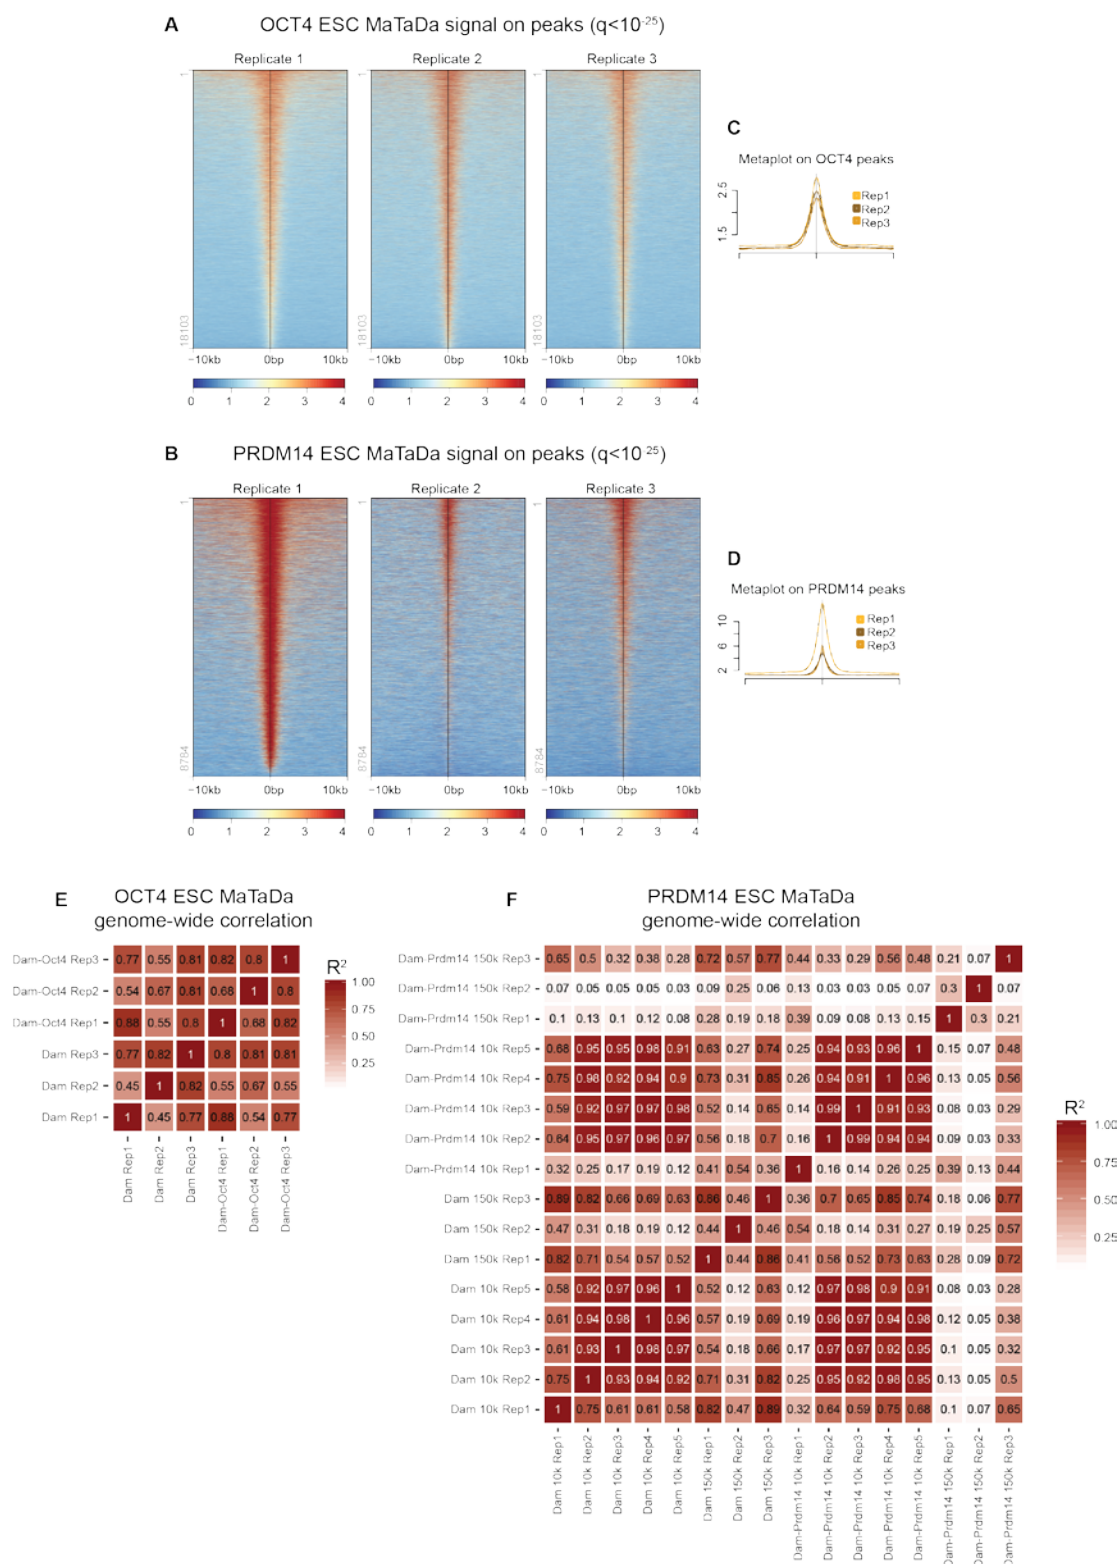 A
OCT4 ESC MaTaDa signal on peaks (q<10-25)
Replicate 1 Replicate 2 Replicate 3
1 1 1
18103 18103 18103
−10kb 0bp 10kb −10kb 0bp 10kb −10kb 0bp 10kb
0 1 2 3 4 0 1 2 3 4 0 1 2 3 4
C
Metaplot on OCT4 peaks
2.5
1.5
Rep1
Rep2
Rep3
B
PRDM14 ESC MaTaDa signal on peaks (q<10 25)
Replicate 1 Replicate 2 Replicate 3
1 1 1
8784 8784 8784
−10kb 0bp 10kb −10kb 0bp 10kb −10kb 0bp 10kb
0 1 2 3 4 0 1 2 3 4 0 1 2 3 4
D
Metaplot on PRDM14 peaks
10
6
2
Rep1
Rep2
Rep3
E
OCT4 ESC MaTaDa
genome-wide correlation
Dam-Oct4 Rep3 - 0.77 0.55 0.81 0.82 0.8 1
Dam-Oct4 Rep2 - 0.54 0.67 0.81 0.68 1 0.8
Dam-Oct4 Rep1 - 0.88 0.55 0.8 1 0.68 0.82
Dam Rep3 - 0.77 0.82 1 0.8 0.81 0.81
Dam Rep2 - 0.45 1 0.82 0.55 0.67 0.55
Dam Rep1 - 1 0.45 0.77 0.88 0.54 0.77
Dam Rep1 -
Dam Rep2 -
Dam Rep3 -
Dam-Oct4 Rep1 -
Dam-Oct4 Rep2 -
Dam-Oct4 Rep3 -
R2
1.00
0.75
0.50
0.25
F
PRDM14 ESC MaTaDa
genome-wide correlation
Dam-Prdm14 150k Rep3 - 0.65 0.5 0.32 0.38 0.28 0.72 0.57 0.77 0.44 0.33 0.29 0.56 0.48 0.21 0.07 1
Dam-Prdm14 150k Rep2 - 0.07 0.05 0.05 0.05 0.03 0.09 0.25 0.06 0.13 0.03 0.03 0.05 0.07 0.3 1 0.07
Dam-Prdm14 150k Rep1 - 0.1 0.13 0.1 0.12 0.08 0.28 0.19 0.18 0.39 0.09 0.08 0.13 0.15 1 0.3 0.21
Dam-Prdm14 10k Rep5 - 0.68 0.95 0.95 0.98 0.91 0.63 0.27 0.74 0.25 0.94 0.93 0.96 1 0.15 0.07 0.48
Dam-Prdm14 10k Rep4 - 0.75 0.98 0.92 0.94 0.9 0.73 0.31 0.85 0.26 0.94 0.91 1 0.96 0.13 0.05 0.56
Dam-Prdm14 10k Rep3 - 0.59 0.92 0.97 0.97 0.98 0.52 0.14 0.65 0.14 0.99 1 0.91 0.93 0.08 0.03 0.29
Dam-Prdm14 10k Rep2 - 0.64 0.95 0.97 0.96 0.97 0.56 0.18 0.7 0.16 1 0.99 0.94 0.94 0.09 0.03 0.33
Dam-Prdm14 10k Rep1 - 0.32 0.25 0.17 0.19 0.12 0.41 0.54 0.36 1 0.16 0.14 0.26 0.25 0.39 0.13 0.44
Dam 150k Rep3 - 0.89 0.82 0.66 0.69 0.63 0.86 0.46 1 0.36 0.7 0.65 0.85 0.74 0.18 0.06 0.77
Dam 150k Rep2 - 0.47 0.31 0.18 0.19 0.12 0.44 1 0.46 0.54 0.18 0.14 0.31 0.27 0.19 0.25 0.57
Dam 150k Rep1 - 0.82 0.71 0.54 0.57 0.52 1 0.44 0.86 0.41 0.56 0.52 0.73 0.63 0.28 0.09 0.72
Dam 10k Rep5 - 0.58 0.92 0.97 0.96 1 0.52 0.12 0.63 0.12 0.97 0.98 0.9 0.91 0.08 0.03 0.28
Dam 10k Rep4 - 0.61 0.94 0.98 1 0.96 0.57 0.19 0.69 0.19 0.96 0.97 0.94 0.98 0.12 0.05 0.38
Dam 10k Rep3 - 0.61 0.93 1 0.98 0.97 0.54 0.18 0.66 0.17 0.97 0.97 0.92 0.95 0.1 0.05 0.32
Dam 10k Rep2 - 0.75 1 0.93 0.94 0.92 0.71 0.31 0.82 0.25 0.95 0.92 0.98 0.95 0.13 0.05 0.5
Dam 10k Rep1 - 1 0.75 0.61 0.61 0.58 0.82 0.47 0.89 0.32 0.64 0.59 0.75 0.68 0.1 0.07 0.65
Dam 10k Rep1 -
Dam 10k Rep2 -
Dam 10k Rep3 -
Dam 10k Rep4 -
Dam 10k Rep5 -
Dam 150k Rep1 -
Dam 150k Rep2 -
Dam 150k Rep3 -
Dam-Prdm14 10k Rep1 -
Dam-Prdm14 10k Rep2 -
Dam-Prdm14 10k Rep3 -
Dam-Prdm14 10k Rep4 -
Dam-Prdm14 10k Rep5 -
Dam-Prdm14 150k Rep1 -
Dam-Prdm14 150k Rep2 -
Dam-Prdm14 150k Rep3 -
R2
1.00
0.75
0.50
0.25